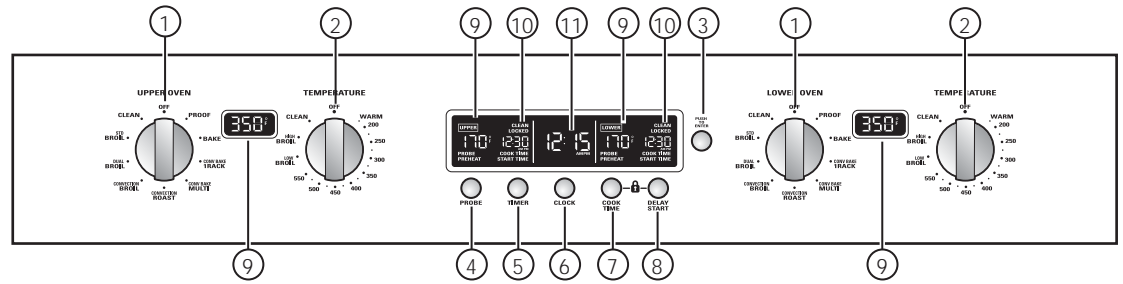 1 2 9 10 11 9 10 3 1 2
UPPER OVEN
OFF
CLEAN
PROOF
STD BROIL
BAKE
DUAL BROIL
CONV BAKE 1 RACK
CONVECTION BROIL
CONV BAKE MULTI
CONVECTION ROAST
350°F
9
TEMPERATURE
OFF
WARM
200
250
300
350
400
450
500
550
LOW BROIL
HIGH BROIL
UPPER
170°F
PROBE
PREHEAT
CLEAN
LOCKED
12:30
COOK TIME
START TIME
12:15
LOWER
170°F
PROBE
PREHEAT
CLEAN
LOCKED
12:30
COOK TIME
START TIME
PUSH
TO
ENTER
PROBE
TIMER
CLOCK
COOK
TIME
DELAY
START
4 5 6 7 8
LOWER OVEN
OFF
CLEAN
PROOF
STD BROIL
BAKE
DUAL BROIL
CONV BAKE 1 RACK
CONVECTION BROIL
CONV BAKE MULTI
CONVECTION ROAST
350°F
9
TEMPERATURE
OFF
WARM
200
250
300
350
400
450
500
550
LOW BROIL
HIGH BROIL